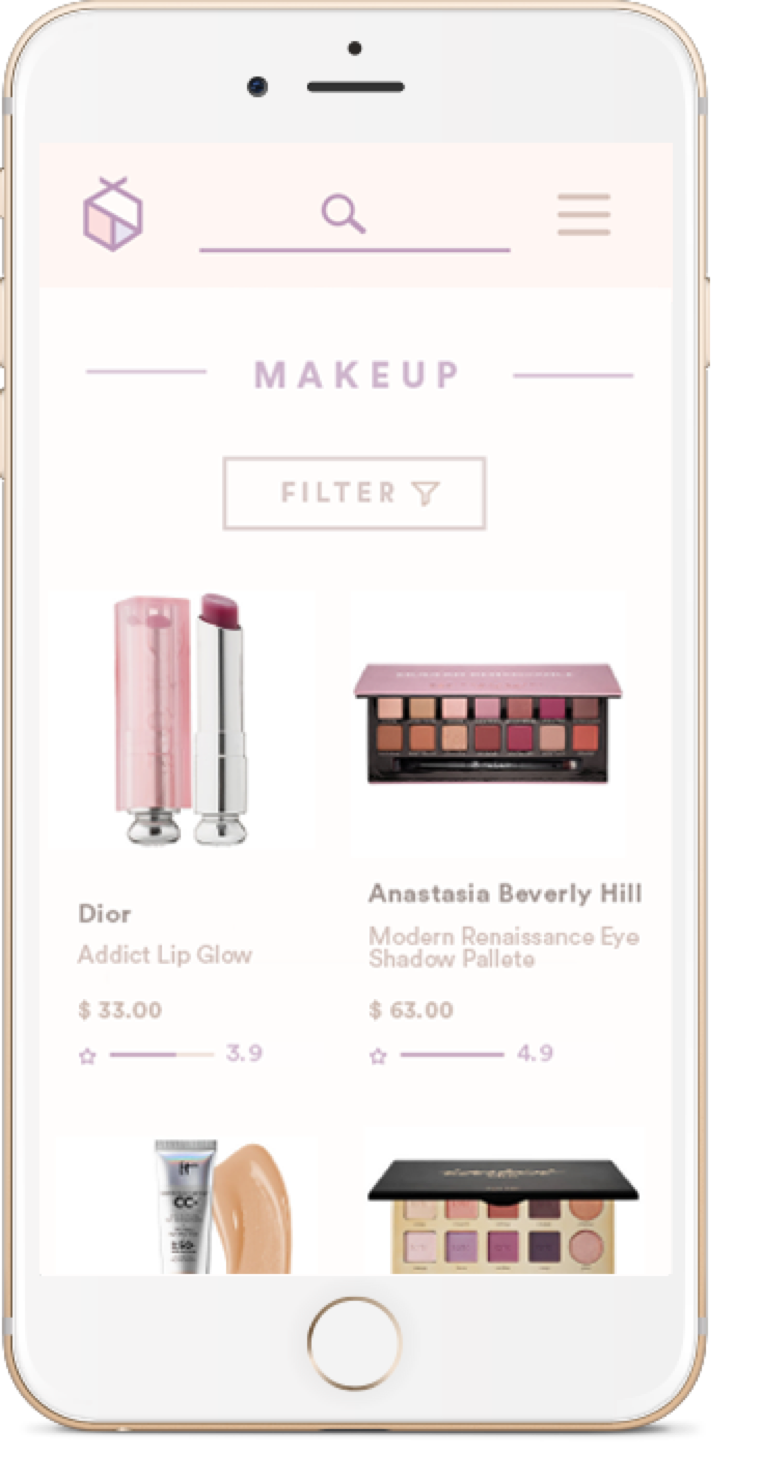 MAKEUP
FILTER
Dior
Addict Lip Glow
$ 33.00
3.9
Anastasia Beverly Hill
Modern Renaissance Eye
Shadow Pallete
$ 63.00
4.9
it
CC+
50+